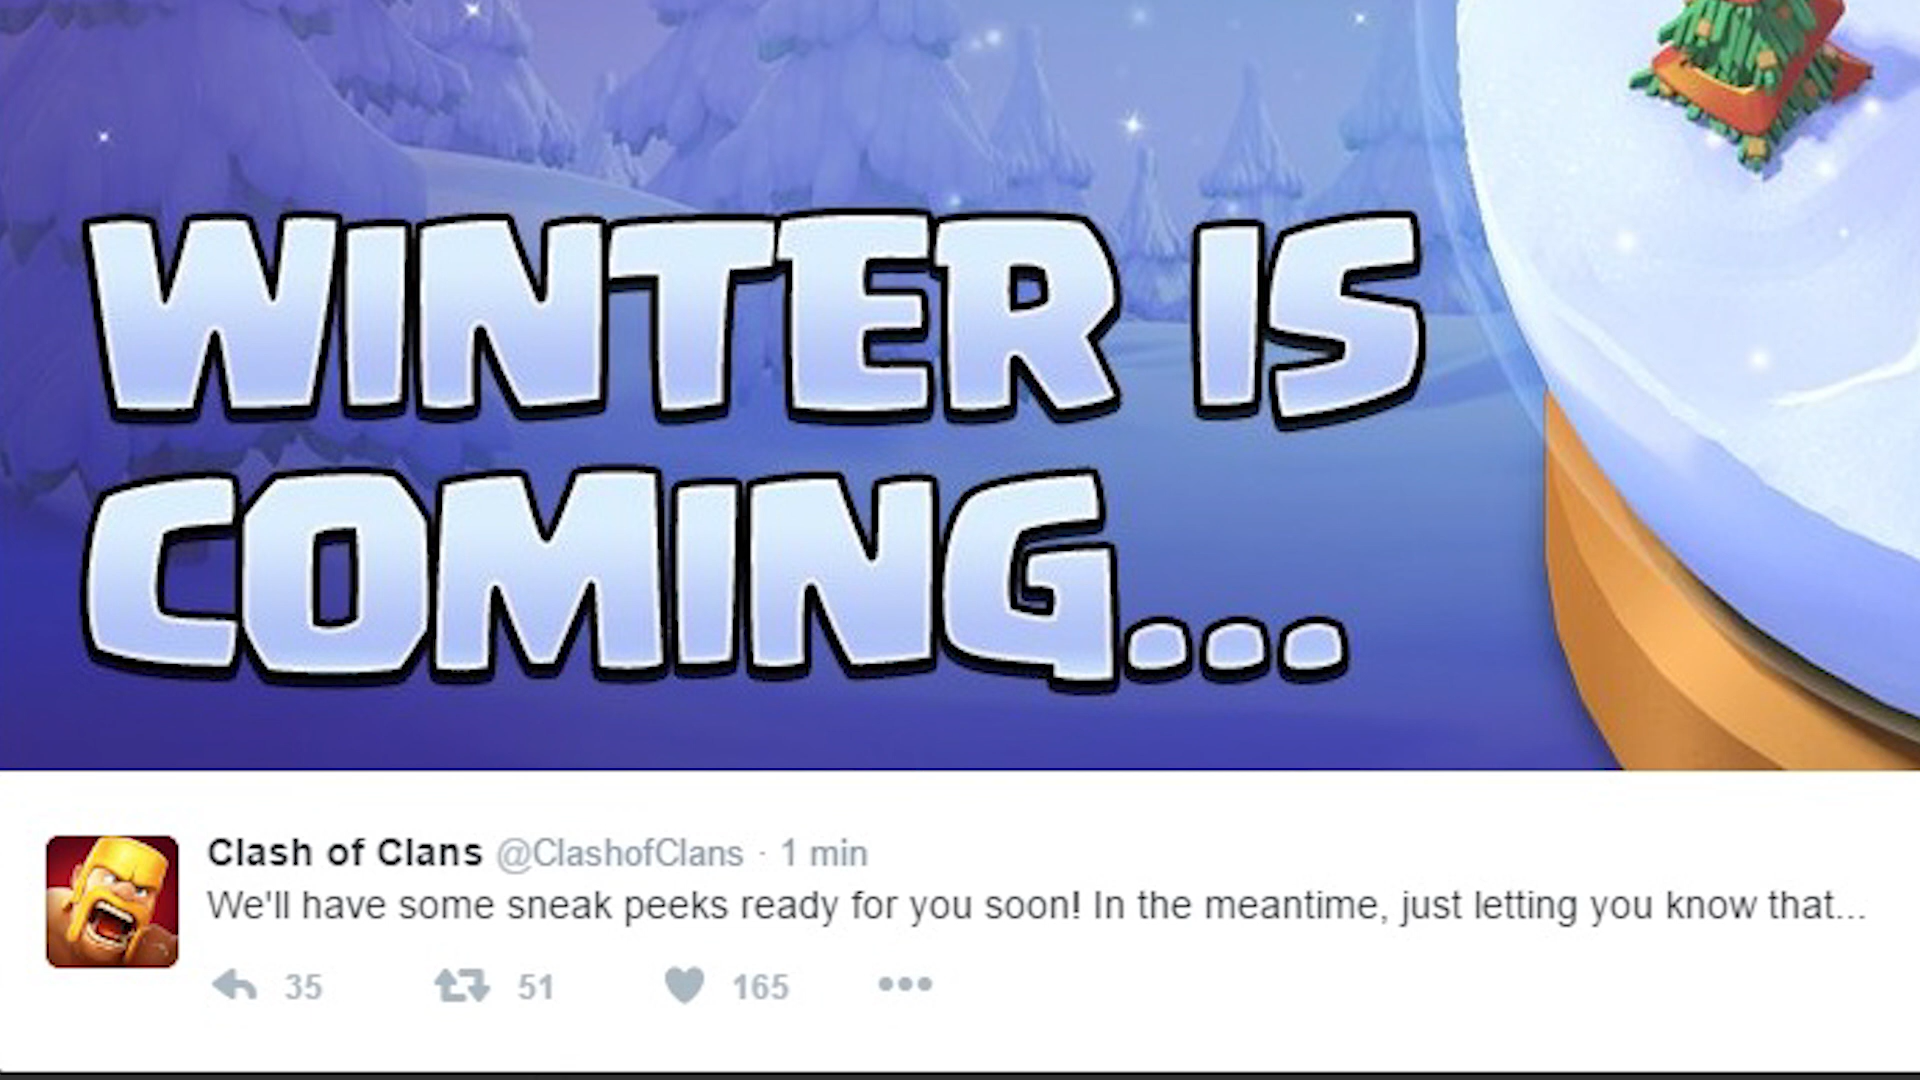 WINTER IS
COMING...
Clash of Clans @ClashofClans · 1 min
We'll have some sneak peeks ready for you soon! In the meantime, just letting you know that...
35 51 165